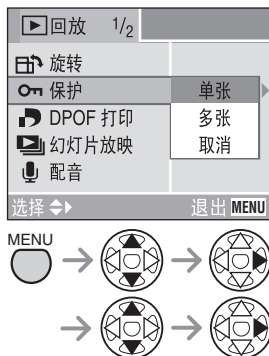 回放 1/2
旋转
保护 单张
DPOF 打印 多张
幻灯片放映 取消
配音
选择 退出 MENU
MENU